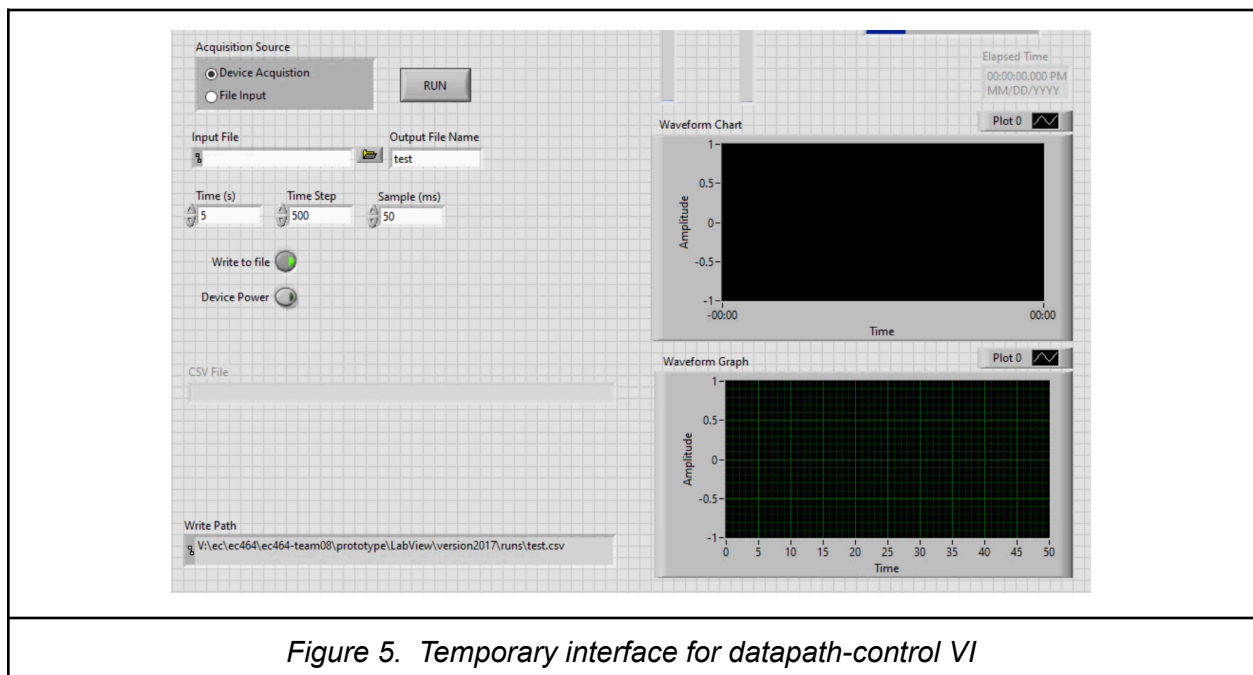 Acquisition Source
Device Acquistion
File Input
RUN
Elapsed Time
00:00:00.000 PM
MM/DD/YYYY
Input File
Output File Name
test
Time (s)
Time Step
Sample (ms)
5
500
50
Write to file
Device Power
CSV File
Write Path
V:\ec\ec464\ec464-team08\prototype\LabView\version2017\runs\test.csv
Waveform Chart
Plot 0
Amplitude
1
0.5
0
-0.5
-1
-00:00
00:00
Time
Waveform Graph
Plot 0
Amplitude
1
0.5
0
-0.5
-1
0 5 10 15 20 25 30 35 40 45 50
Time
Figure 5. Temporary interface for datapath-control VI